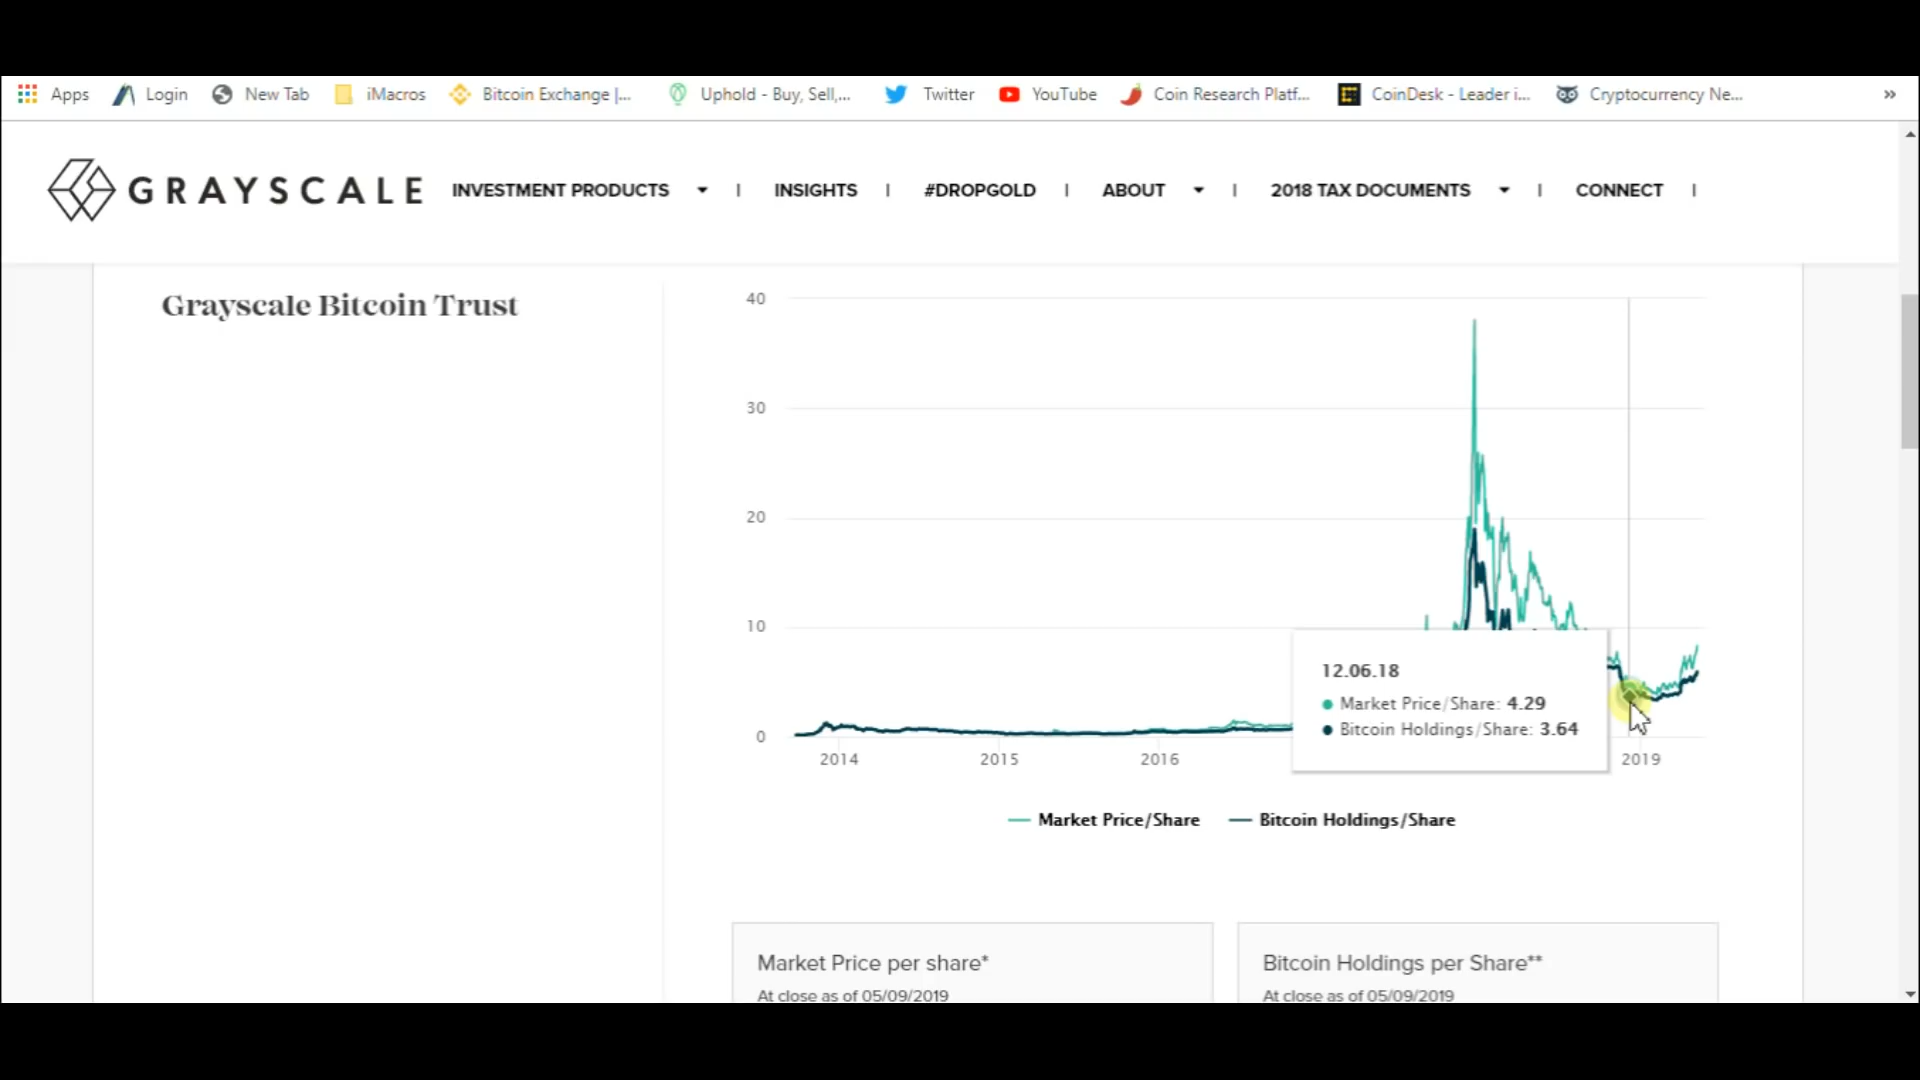 Apps Login New Tab iMacros Bitcoin Exchange |... Uphold - Buy, Sell,... Twitter YouTube Coin Research Platf... CoinDesk - Leader i... Cryptocurrency Ne... »
GRAYSCALE INVESTMENT PRODUCTS | INSIGHTS | #DROPGOLD | ABOUT | 2018 TAX DOCUMENTS | CONNECT |
Grayscale Bitcoin Trust
40
30
20
10
0
12.06.18
Market Price/Share: 4.29
Bitcoin Holdings/Share: 3.64
2014 2015 2016 2019
Market Price/Share Bitcoin Holdings/Share
Market Price per share*
At close as of 05/09/2019
Bitcoin Holdings per Share**
At close as of 05/09/2019